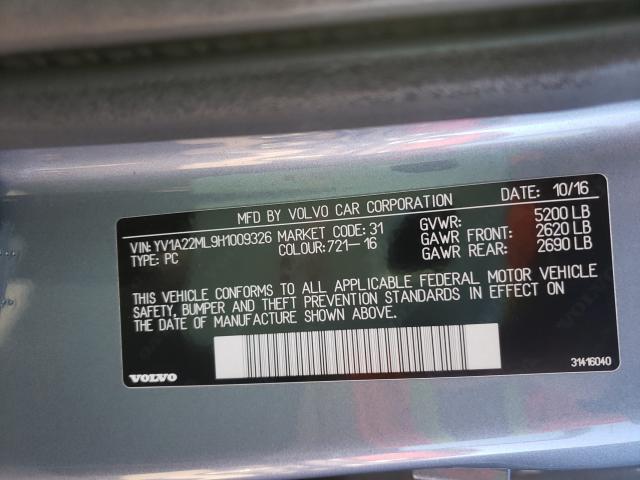 MFD BY VOLVO CAR CORPORATION DATE: 10/16
VIN: YV1A22ML9H1009326 MARKET CODE: 31 GVWR: 5200 LB
TYPE: PC COLOUR: 721-16 GAWR FRONT: 2620 LB
GAWR REAR: 2690 LB
THIS VEHICLE CONFORMS TO ALL APPLICABLE FEDERAL MOTOR VEHICLE
SAFETY, BUMPER AND THEFT PREVENTION STANDARDS IN EFFECT ON
THE DATE OF MANUFACTURE SHOWN ABOVE.
VOLVO 31416040